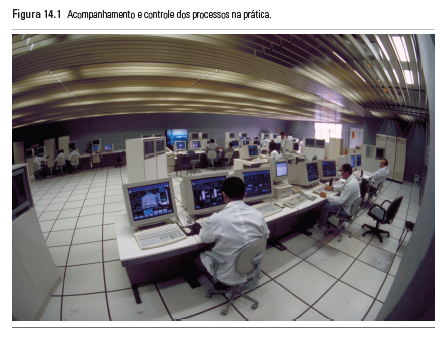 Figura 14.1 Acompanhamento e controle dos processos na prática.